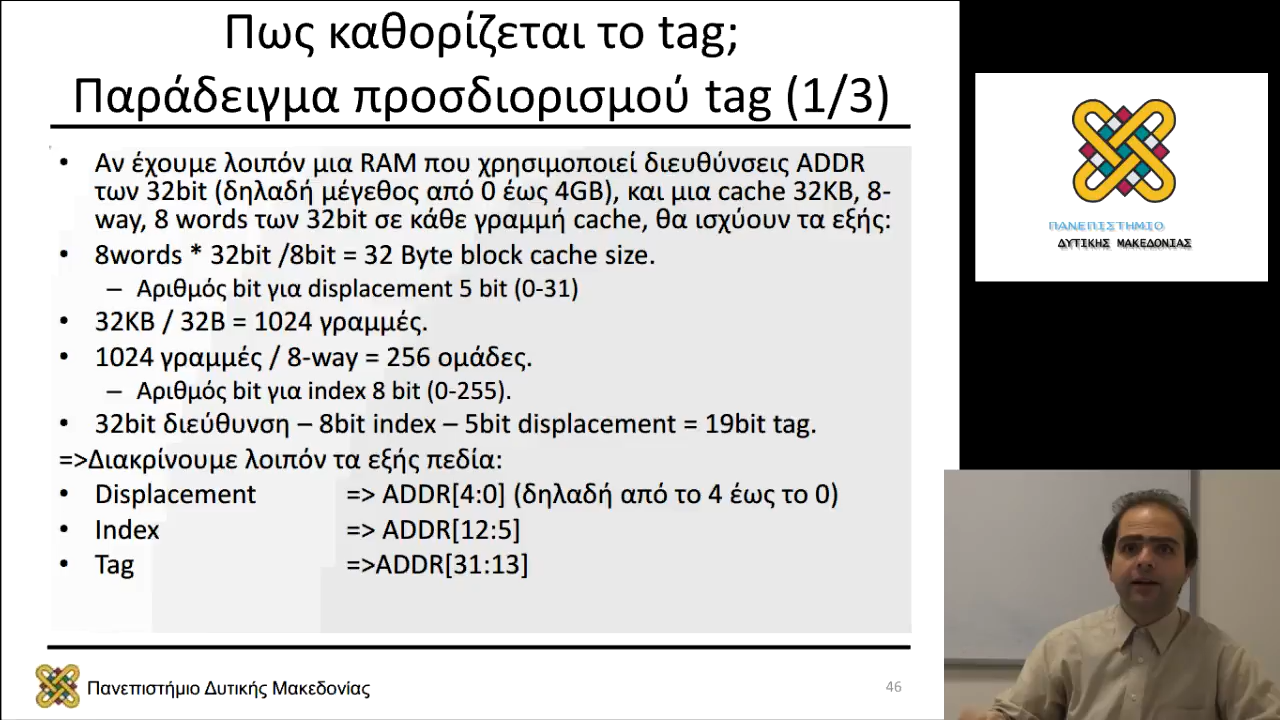 Πως καθορίζεται το tag;
Παράδειγμα προσδιορισμού tag (1/3)
• Αν έχουμε λοιπόν μια RAM που χρησιμοποιεί διευθύνσεις ADDR
των 32bit (δηλαδή μέγεθος από 0 έως 4GB), και μια cache 32KB, 8-
way, 8 words των 32bit σε κάθε γραμμή cache, θα ισχύουν τα εξής:
• 8words * 32bit /8bit = 32 Byte block cache size.
– Αριθμός bit για displacement 5 bit (0-31)
• 32KB / 32B = 1024 γραμμές.
• 1024 γραμμές / 8-way = 256 ομάδες.
– Αριθμός bit για index 8 bit (0-255).
• 32bit διεύθυνση – 8bit index – 5bit displacement = 19bit tag.
=>Διακρίνουμε λοιπόν τα εξής πεδία:
• Displacement => ADDR[4:0] (δηλαδή από το 4 έως το 0)
• Index => ADDR[12:5]
• Tag =>ADDR[31:13]
Πανεπιστήμιο Δυτικής Μακεδονίας
46
ΠΑΝΕΠΙΣΤΗΜΙΟ
ΔΥΤΙΚΗΣ ΜΑΚΕΔΟΝΙΑΣ